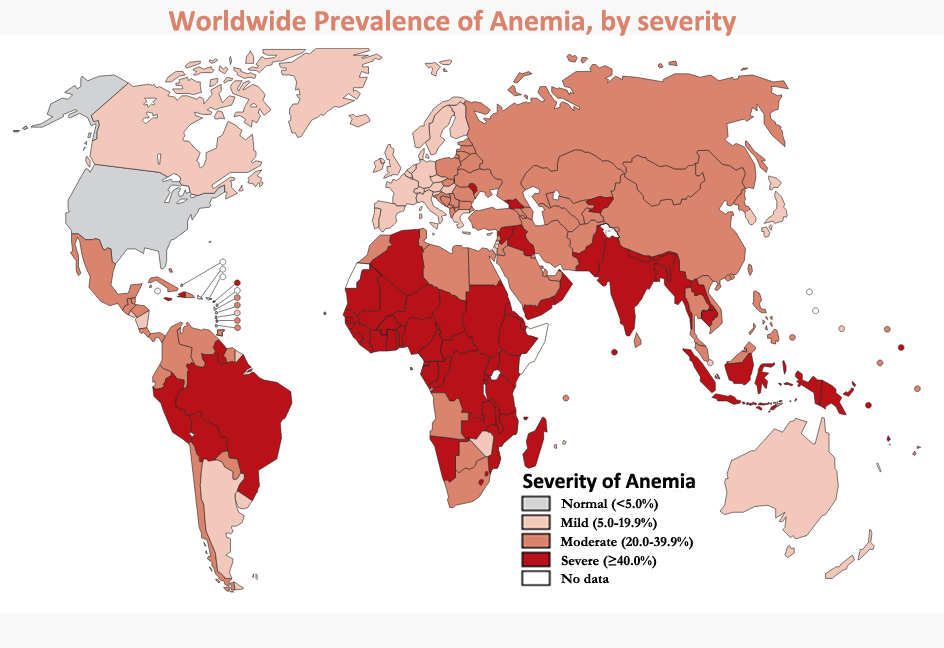 Worldwide Prevalence of Anemia, by severity
Severity of Anemia
Normal (<5.0%)
Mild (5.0-19.9%)
Moderate (20.0-39.9%)
Severe (≥40.0%)
No data